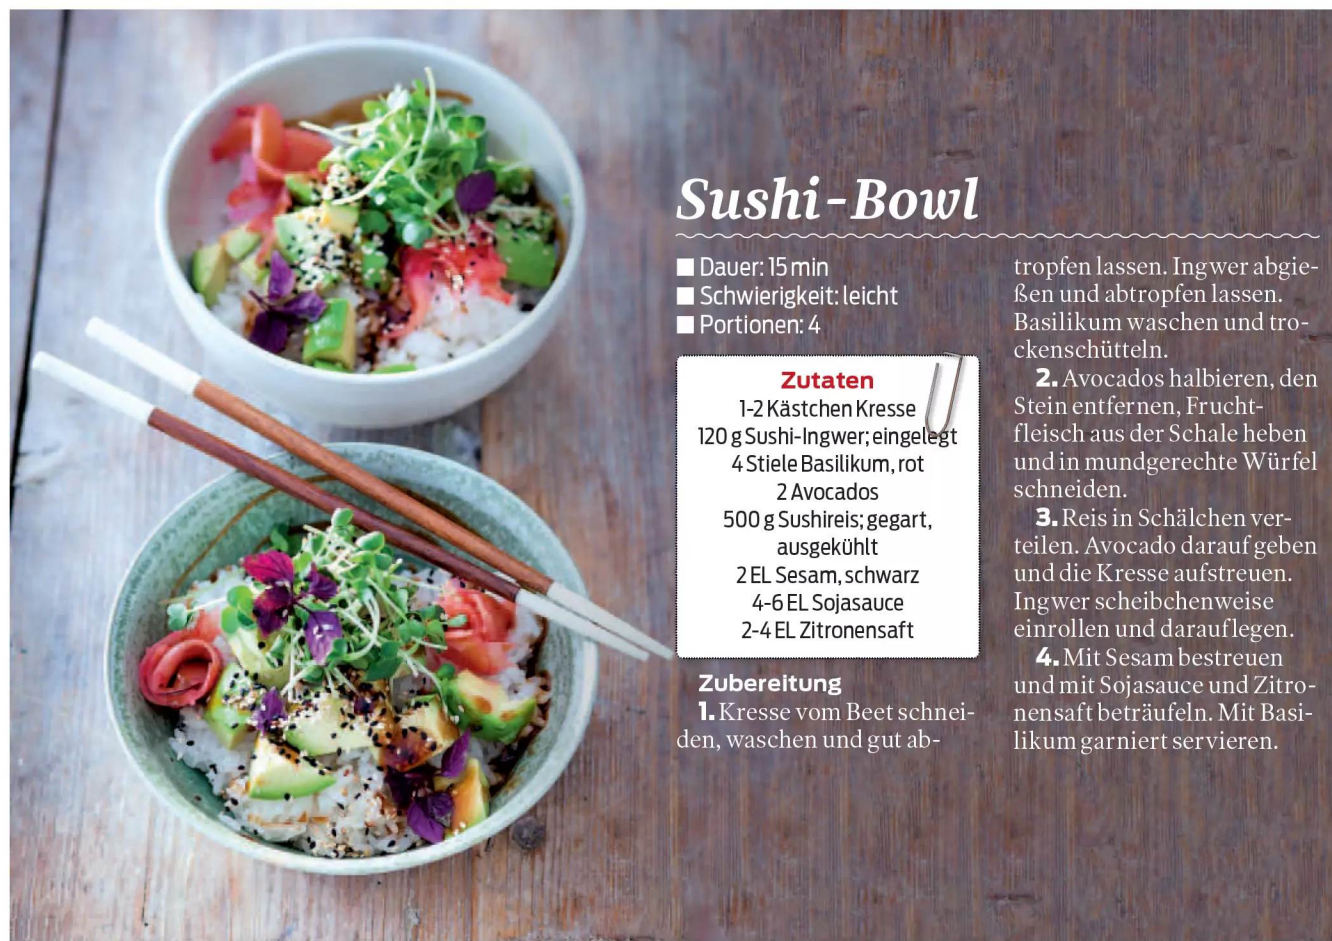 Sushi-Bowl
■ Dauer: 15 min
■ Schwierigkeit: leicht
■ Portionen: 4
Zutaten
1-2 Kästchen Kresse
120 g Sushi-Ingwer; eingelegt
4 Stiele Basilikum, rot
2 Avocados
500 g Sushireis; gegart,
ausgekühlt
2 EL Sesam, schwarz
4-6 EL Sojasauce
2-4 EL Zitronensaft
Zubereitung
1. Kresse vom Beet schnei-
den, waschen und gut ab-
tropfen lassen. Ingwer abgie-
ßen und abtropfen lassen.
Basilikum waschen und tro-
ckenschütteln.
2. Avocados halbieren, den
Stein entfernen, Frucht-
fleisch aus der Schale heben
und in mundgerechte Würfel
schneiden.
3. Reis in Schälchen ver-
teilen. Avocado darauf geben
und die Kresse aufstreuen.
Ingwer scheibchenweise
einrollen und darauflegen.
4. Mit Sesam bestreuen
und mit Sojasauce und Zitro-
nensaft beträufeln. Mit Basi-
likum garniert servieren.